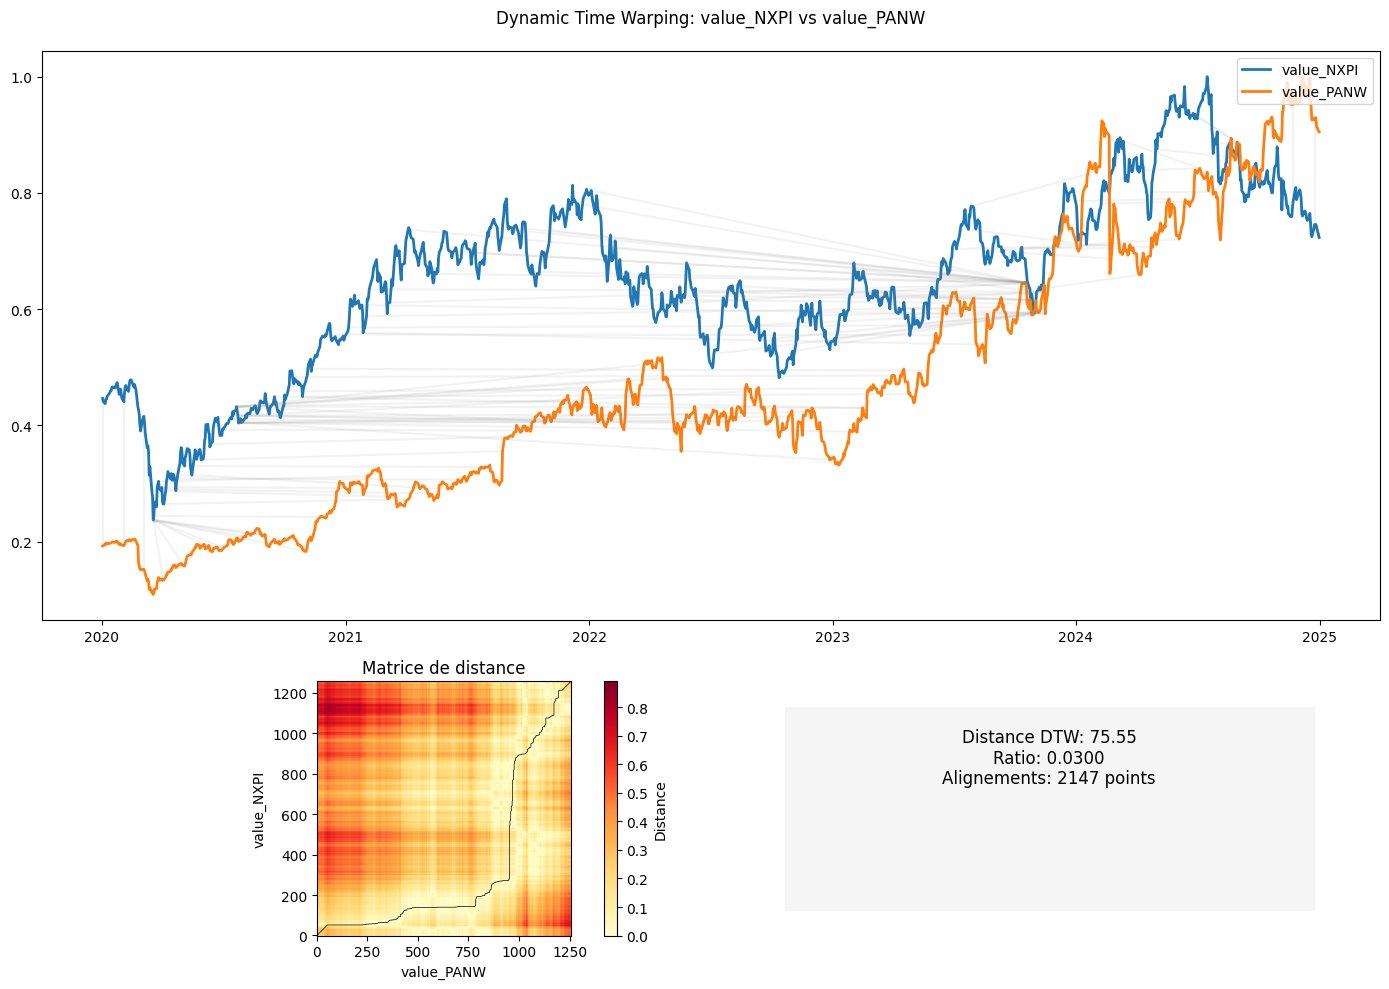 Dynamic Time Warping: value_NXPI vs value_PANW
value_NXPI
value_PANW
1.0
0.8
0.6
0.4
0.2
2020 2021 2022 2023 2024 2025
Matrice de distance
1200
1000
800
600
400
200
0
value_NXPI
0 250 500 750 1000 1250
value_PANW
0.8
0.7
0.6
0.5
0.4
0.3
0.2
0.1
0.0
Distance
Distance DTW: 75.55
Ratio: 0.0300
Alignements: 2147 points